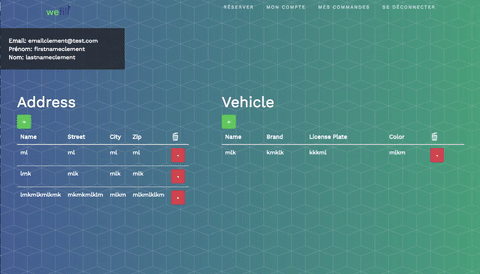 we
RÉSERVER MON COMPTE MES COMMANDES SE DÉCONNECTER
Email: emailclement@test.com
Prénom: firstnameclement
Nom: lastnameclement
Address
Vehicle
Name Street City Zip
ml ml ml ml
lmk mlk mlk mlk
lmkmlkmlkmk mkmkmlklm mlkm mlkmlklkm
Name Brand License Plate Color
mlk kmklk kkkml mlkm